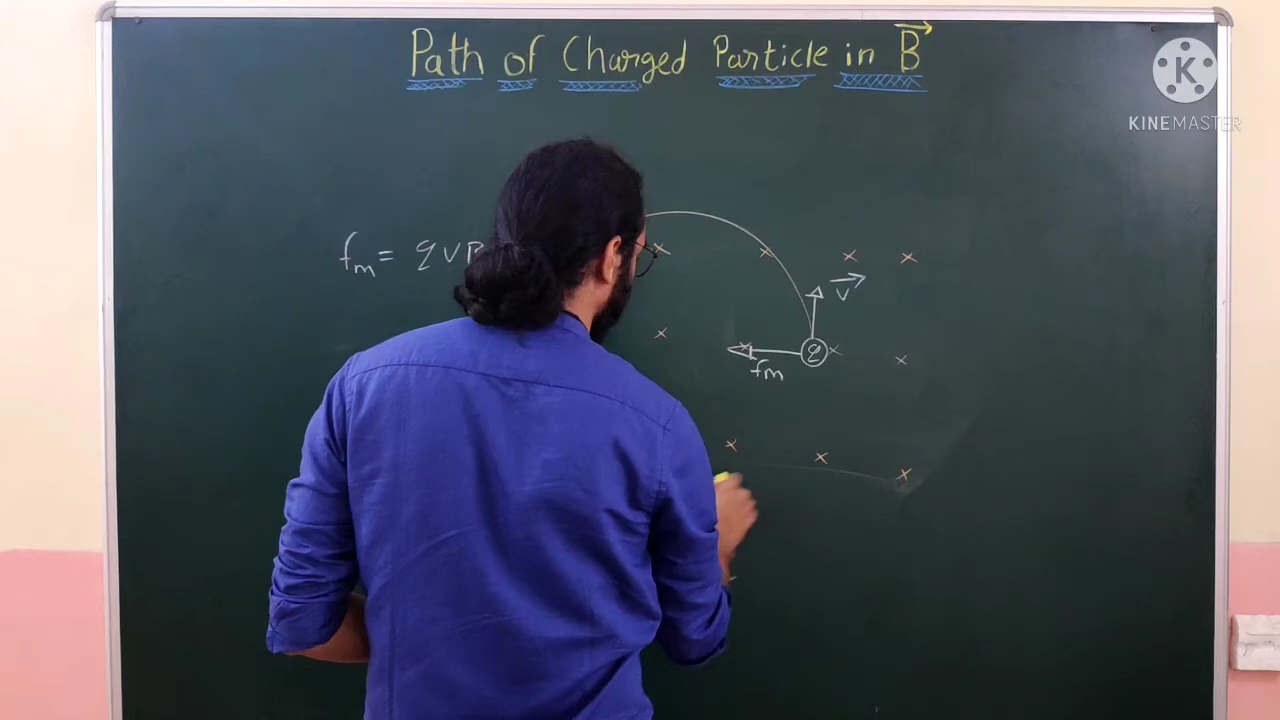 Path of Charged Particle in B
KINEMASTER
fm = qvB
v
q
fm